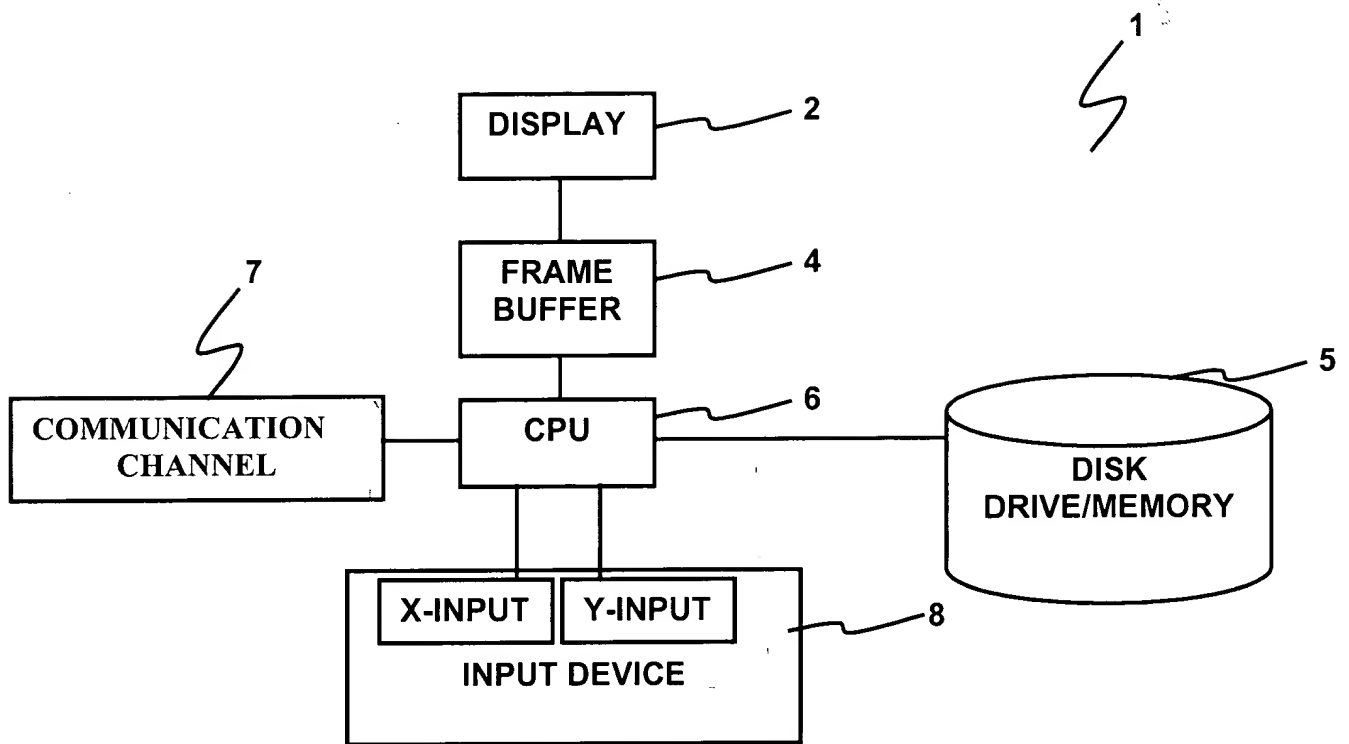 1
DISPLAY
2
FRAME
BUFFER
4
7
5
6
COMMUNICATION
CHANNEL
CPU
DISK
DRIVE/MEMORY
X-INPUT
Y-INPUT
8
INPUT DEVICE